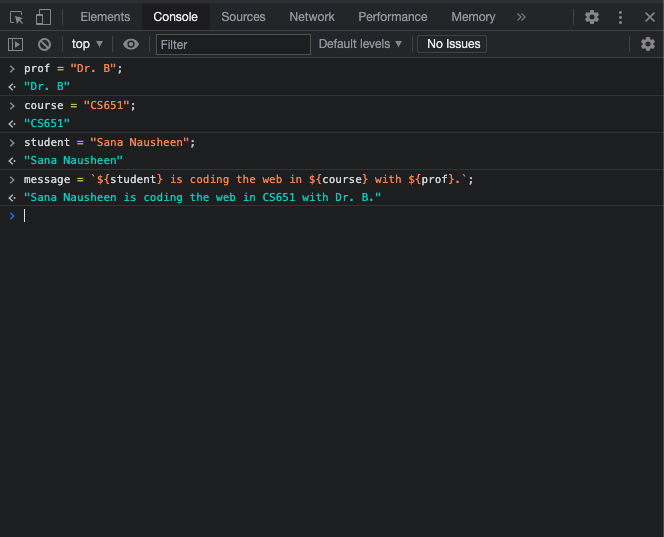 Elements Console Sources Network Performance Memory »
top ▼ Filter Default levels ▼ No Issues
> prof = "Dr. B";
"Dr. B"
> course = "CS651";
"CS651"
> student = "Sana Nausheen";
"Sana Nausheen"
> message = `${student} is coding the web in ${course} with ${prof}.`;
"Sana Nausheen is coding the web in CS651 with Dr. B."
>